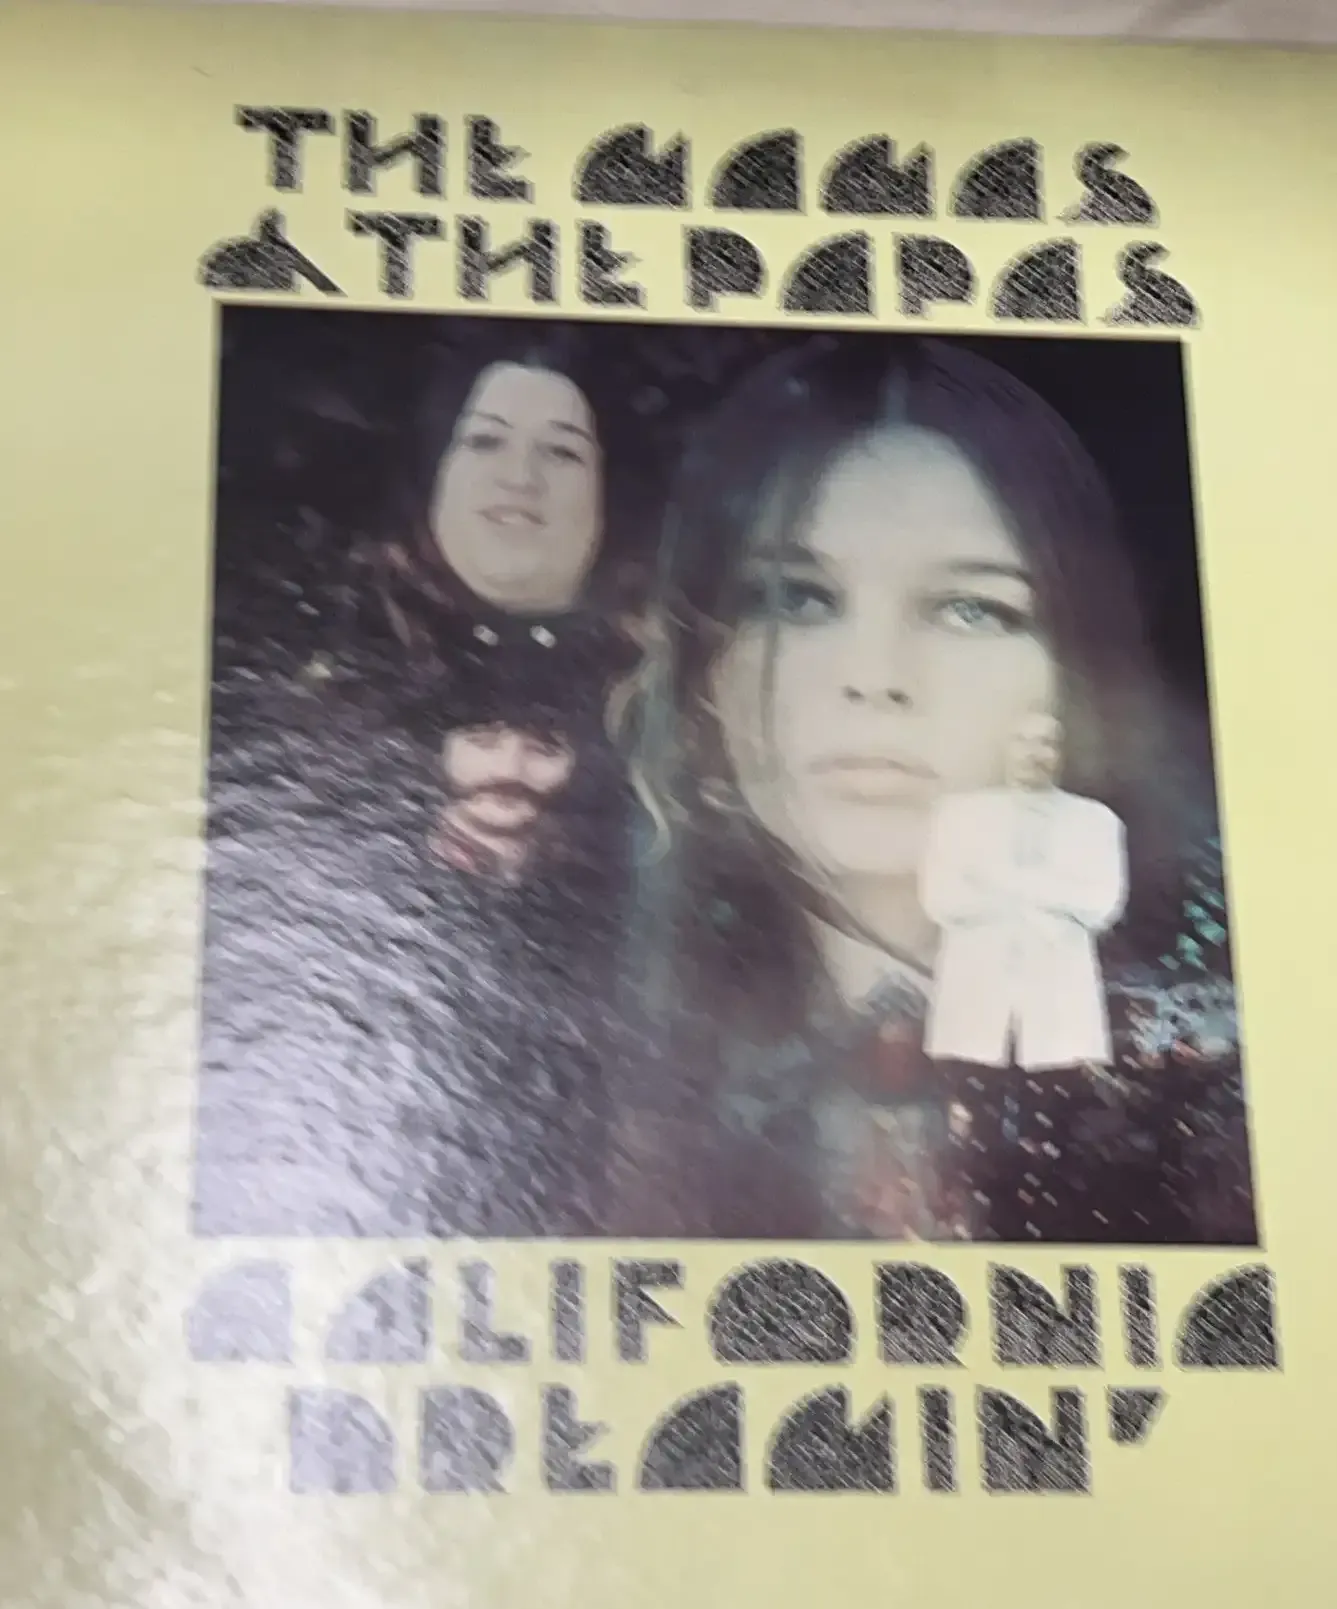 THE MAMAS
& THE PAPAS
CALIFORNIA
DREAMIN'